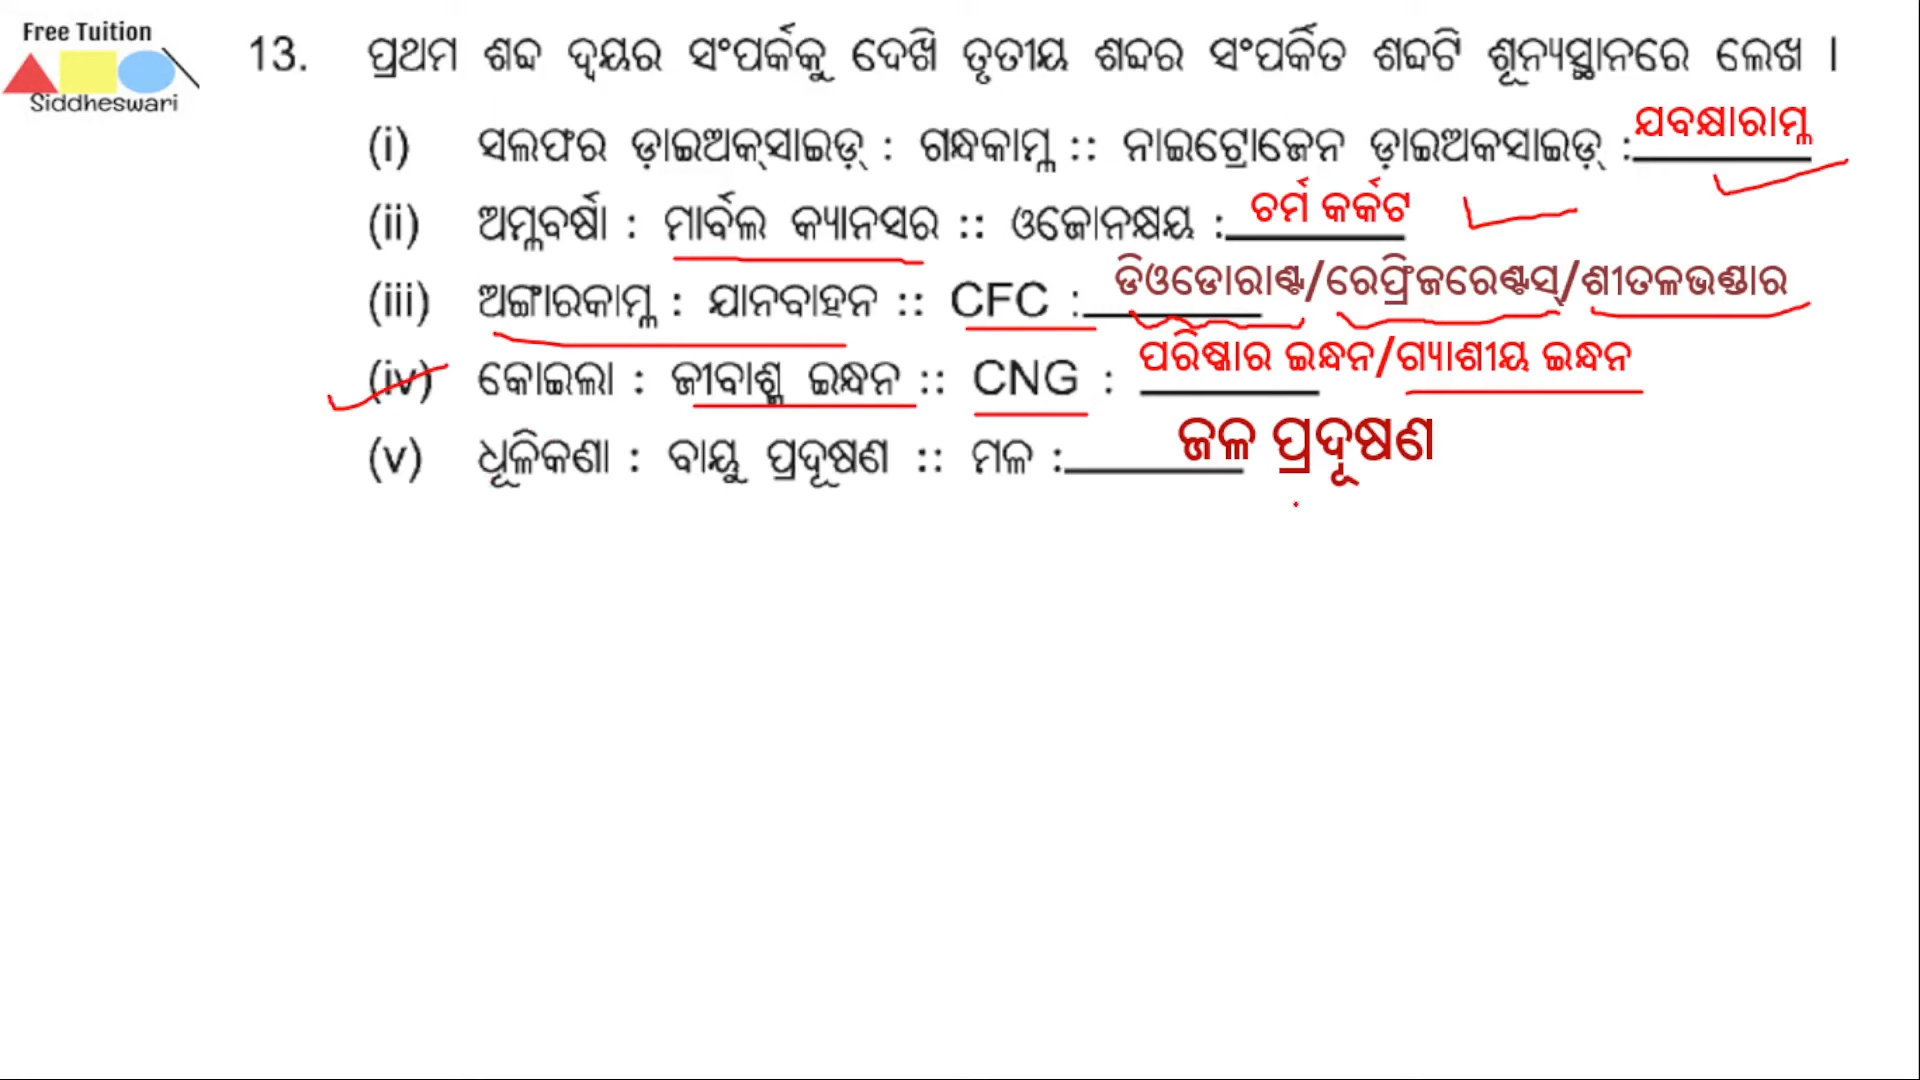 Free Tuition
Siddheswari
13. ପ୍ରଥମ ଶବ୍ଦ ଦ୍ୱୟର ସଂପର୍କକୁ ଦେଖି ତୃତୀୟ ଶବ୍ଦର ସଂପର୍କିତ ଶବ୍ଦଟି ଶୂନ୍ୟସ୍ଥାନରେ ଲେଖ ।
(i) ସଲଫର ଡ଼ାଇଅକ୍‌ସାଇଡ଼୍ : ଗନ୍ଧକାମ୍ଳ :: ନାଇଟ୍ରୋଜେନ ଡ଼ାଇଅକସାଇଡ଼୍ : ଯବକ୍ଷାରାମ୍ଳ
(ii) ଅମ୍ଳବର୍ଷା : ମାର୍ବଲ କ୍ୟାନସର :: ଓଜୋନକ୍ଷୟ : ଚର୍ମ କର୍କଟ
(iii) ଅଙ୍ଗାରକାମ୍ଳ : ଯାନବାହନ :: CFC : ଡିଓଡୋରାଣ୍ଟ/ରେଫ୍ରିଜରେଣ୍ଟସ୍/ଶୀତଳଭଣ୍ଡାର
(iv) କୋଇଲା : ଜୀବାଶ୍ମ ଇନ୍ଧନ :: CNG : ପରିଷ୍କାର ଇନ୍ଧନ/ଗ୍ୟାଶୀୟ ଇନ୍ଧନ
(v) ଧୂଳିକଣା : ବାୟୁ ପ୍ରଦୂଷଣ :: ମଳ : ଜଳ ପ୍ରଦୂଷଣ